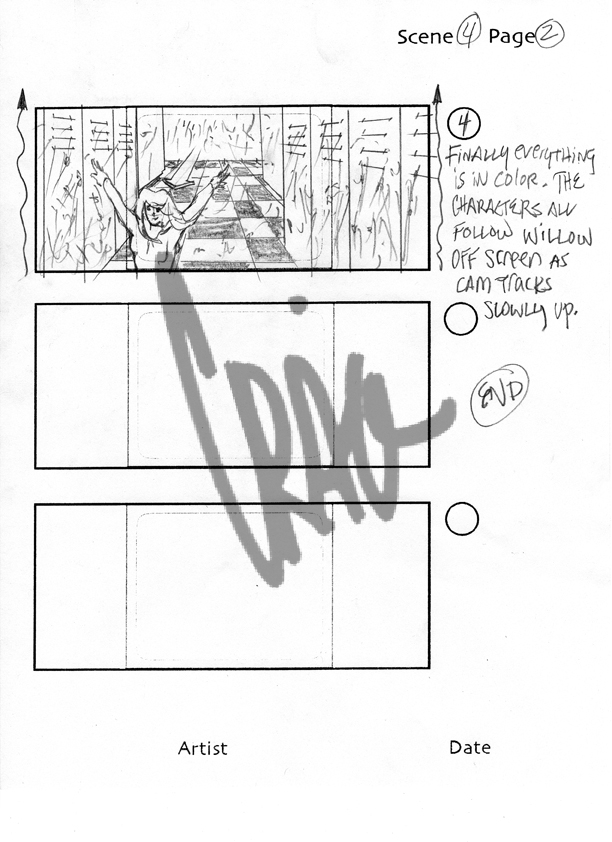 Scene 4 Page 2
4
FINALLY EVERYTHING
IS IN COLOR. THE
CHARACTERS ALL
FOLLOW WILLOW
OFF SCREEN AS
CAM TRACKS
SLOWLY UP.
END
CRAIG
Artist Date